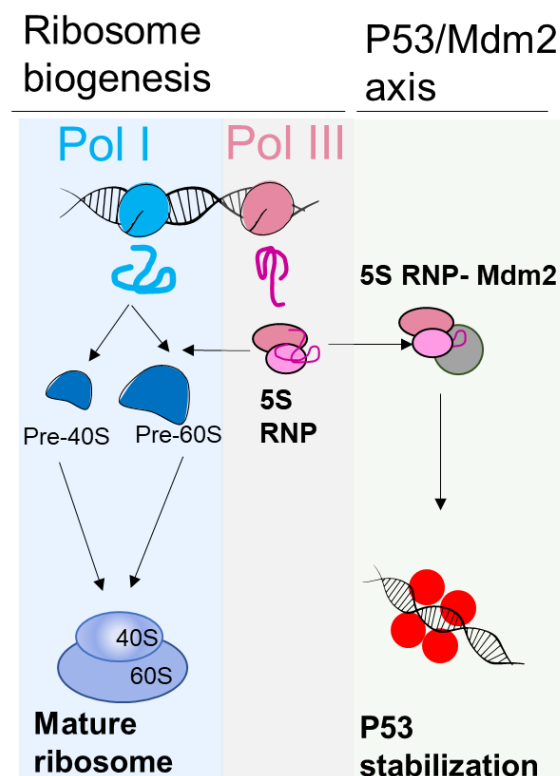 Ribosome
biogenesis
P53/Mdm2
axis
Pol I
Pol III
5S RNP- Mdm2
Pre-40S
Pre-60S
5S
RNP
40S
60S
Mature
ribosome
P53
stabilization